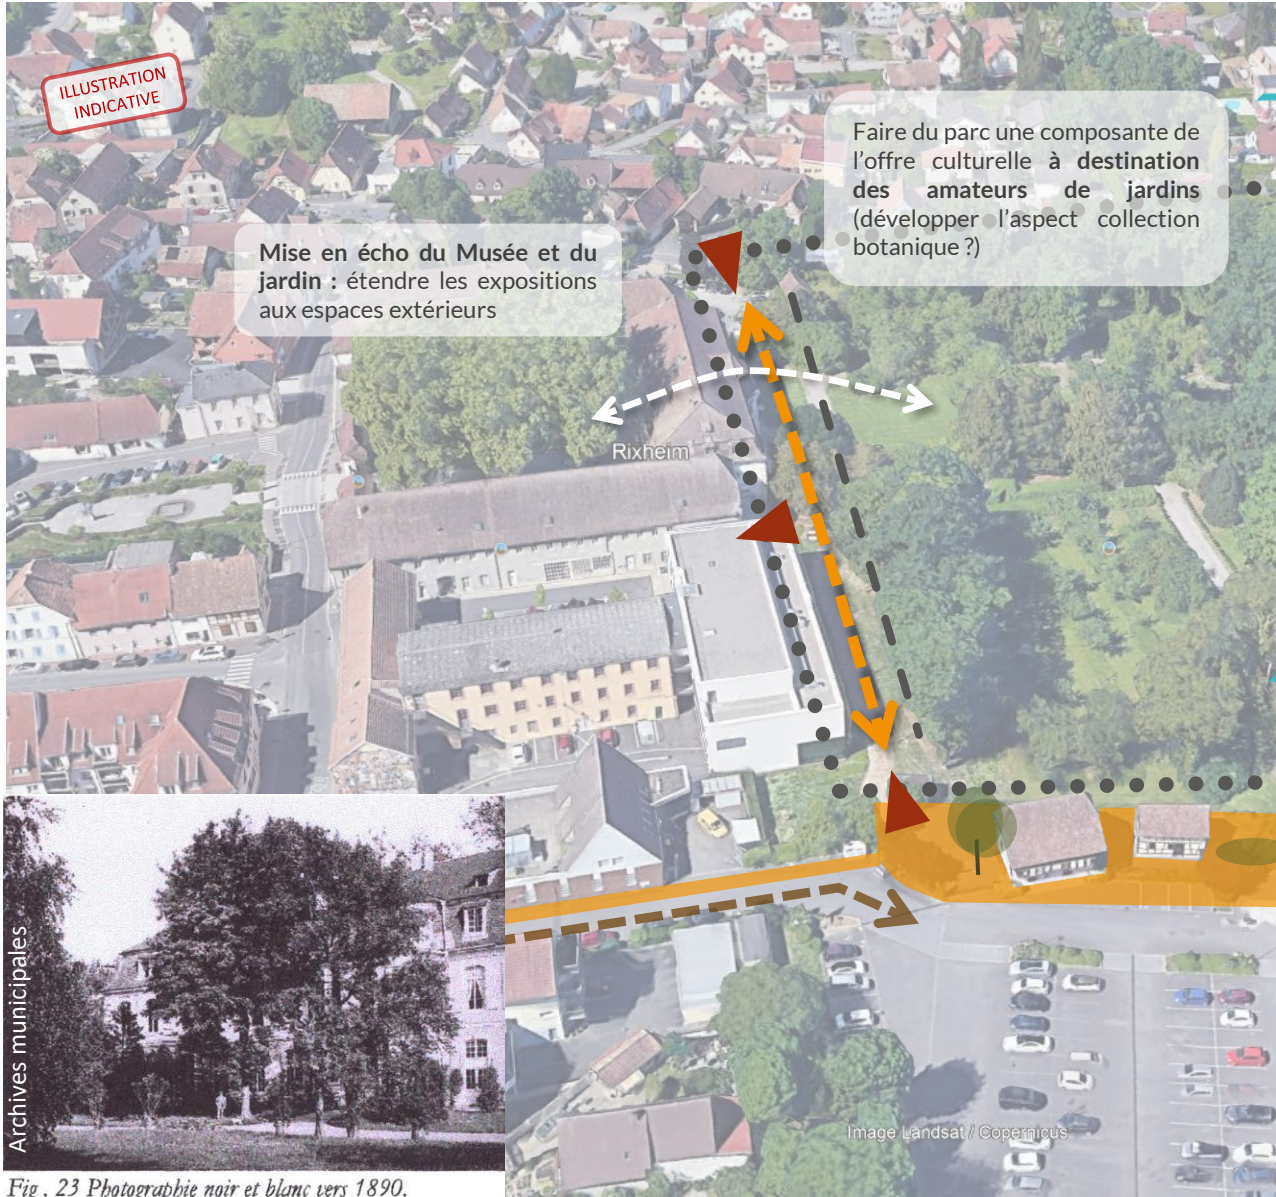 ILLUSTRATION
INDICATIVE
Faire du parc une composante de
l'offre culturelle à destination
des amateurs de jardins
(développer l'aspect collection
botanique ?)
Mise en écho du Musée et du
jardin : étendre les expositions
aux espaces extérieurs
Rixheim
Archives municipales
Image Landsat / Copernicus
Fig . 23 Photographie noir et blanc vers 1890.